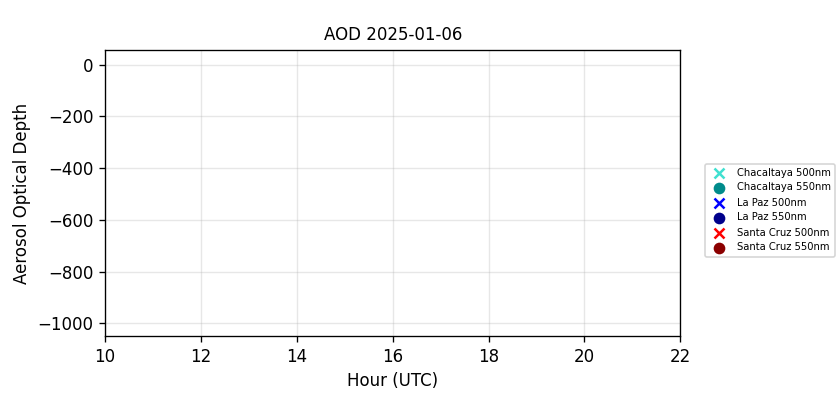 AOD 2025-01-06
Aerosol Optical Depth
0
−200
−400
−600
−800
−1000
10 12 14 16 18 20 22
Hour (UTC)
Chacaltaya 500nm
Chacaltaya 550nm
La Paz 500nm
La Paz 550nm
Santa Cruz 500nm
Santa Cruz 550nm